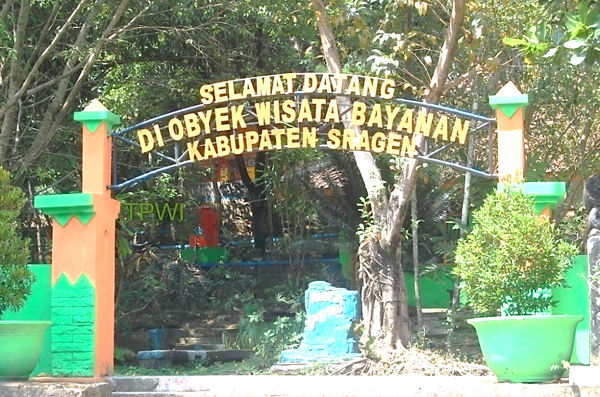 SELAMAT DATANG
DI OBYEK WISATA BAYANAN
KABUPATEN SRAGEN
TPWI